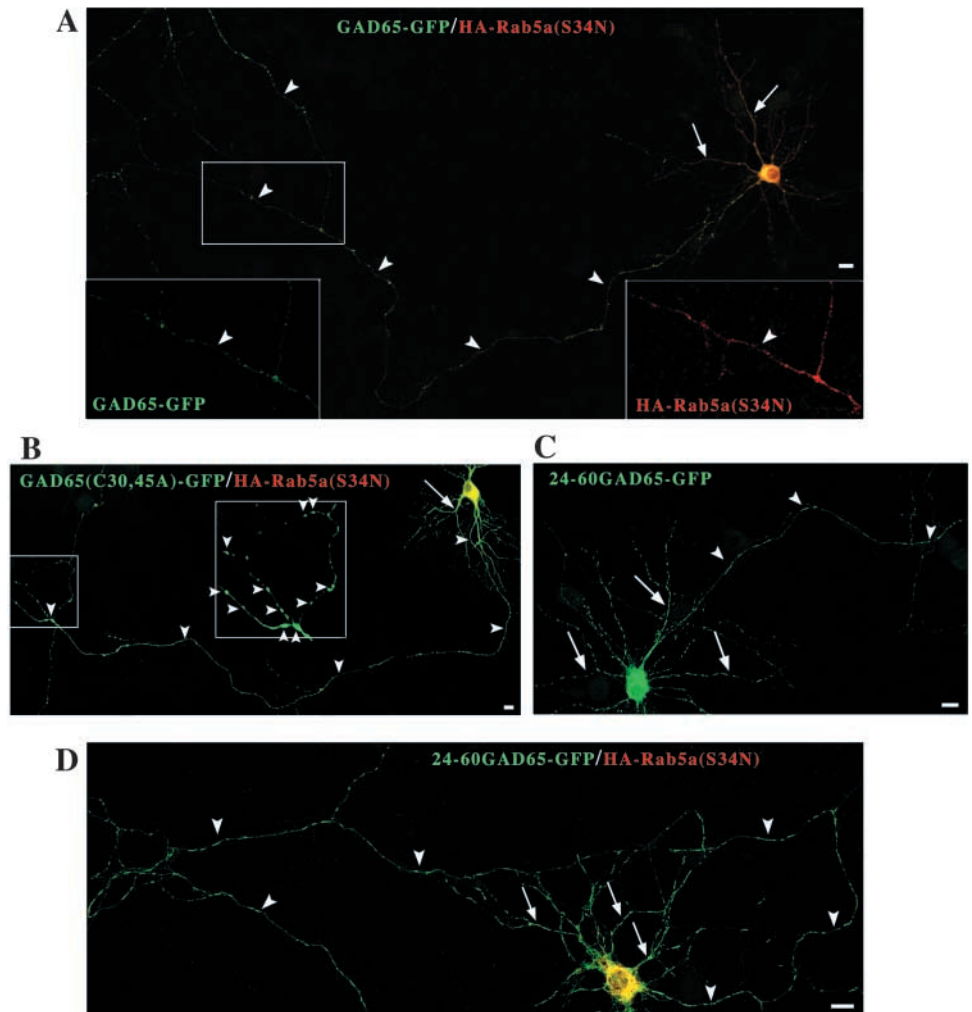 A
GAD65-GFP/HA-Rab5a(S34N)
GAD65-GFP
HA-Rab5a(S34N)
B
GAD65(C30,45A)-GFP/HA-Rab5a(S34N)
C
24-60GAD65-GFP
D
24-60GAD65-GFP/HA-Rab5a(S34N)